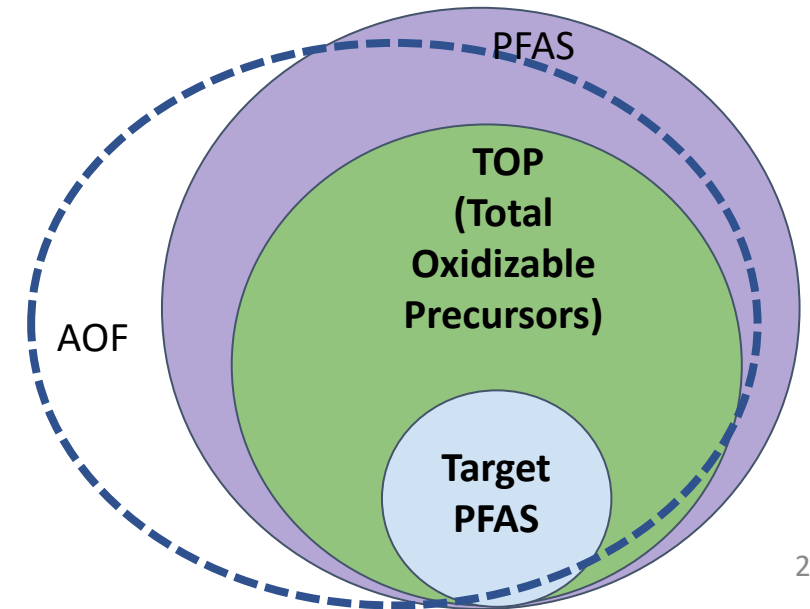 PFAS
TOP
(Total
Oxidizable
Precursors)
AOF
Target
PFAS
2